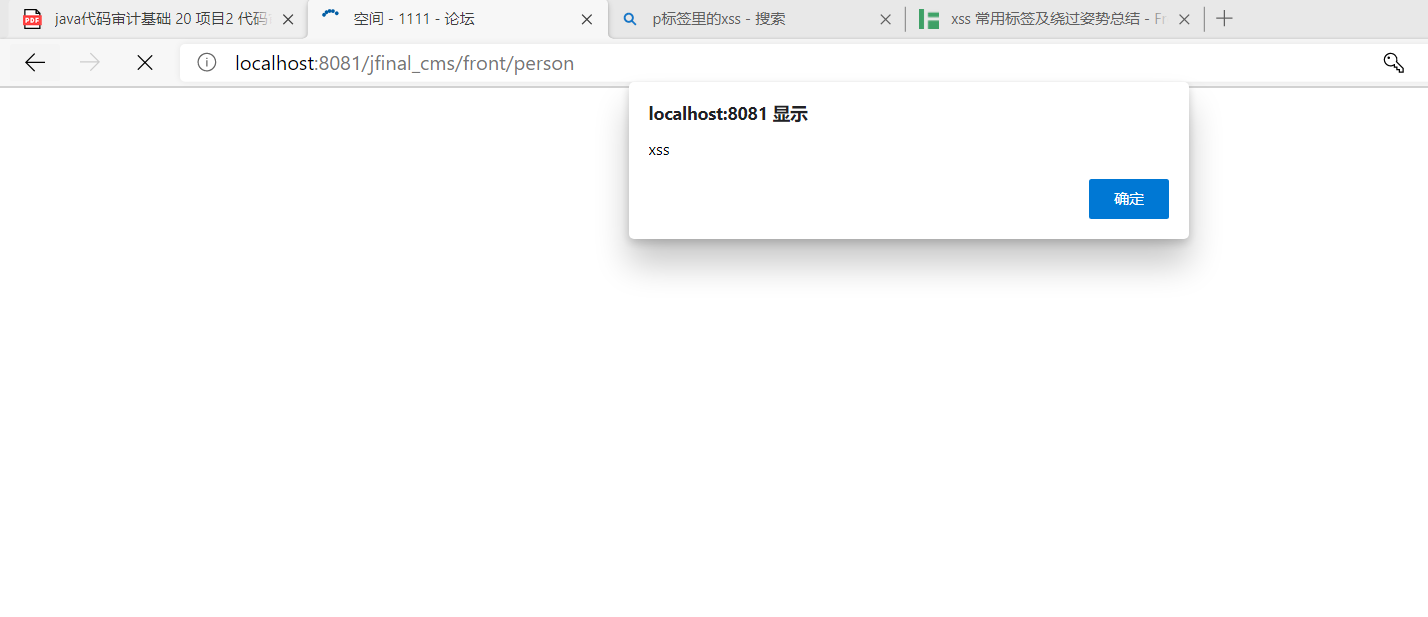 PDF
java代码审计基础 20 项目2 代码
空间 - 1111 - 论坛
p标签里的xss - 搜索
xss 常用标签及绕过姿势总结 - Fr
localhost:8081/jfinal_cms/front/person
localhost:8081 显示
xss
确定